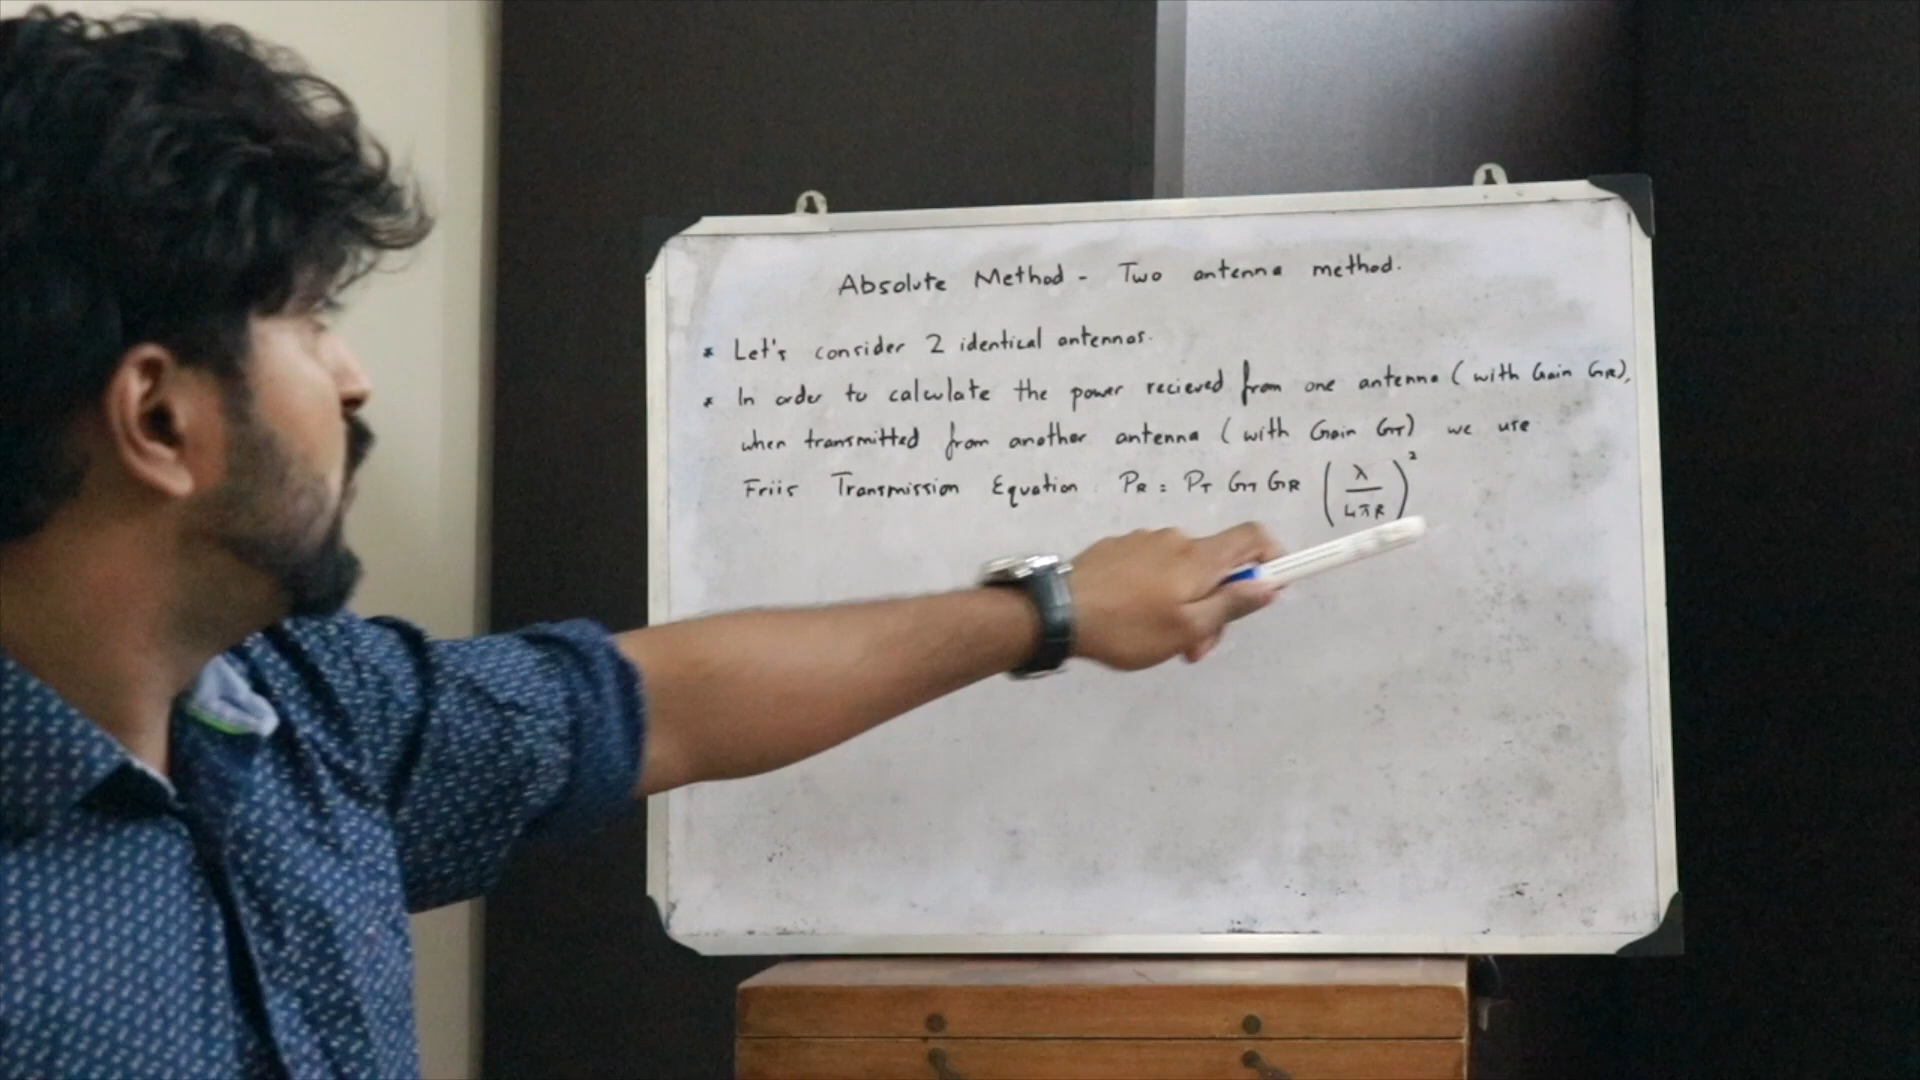 Absolute Method - Two antenna method.
* Let's consider 2 identical antennas.
* In order to calculate the power recieved from one antenna (with Gain GR),
when transmitted from another antenna (with Gain GT) we use
Friis Transmission Equation PR = PT GT GR (λ/4πR)²